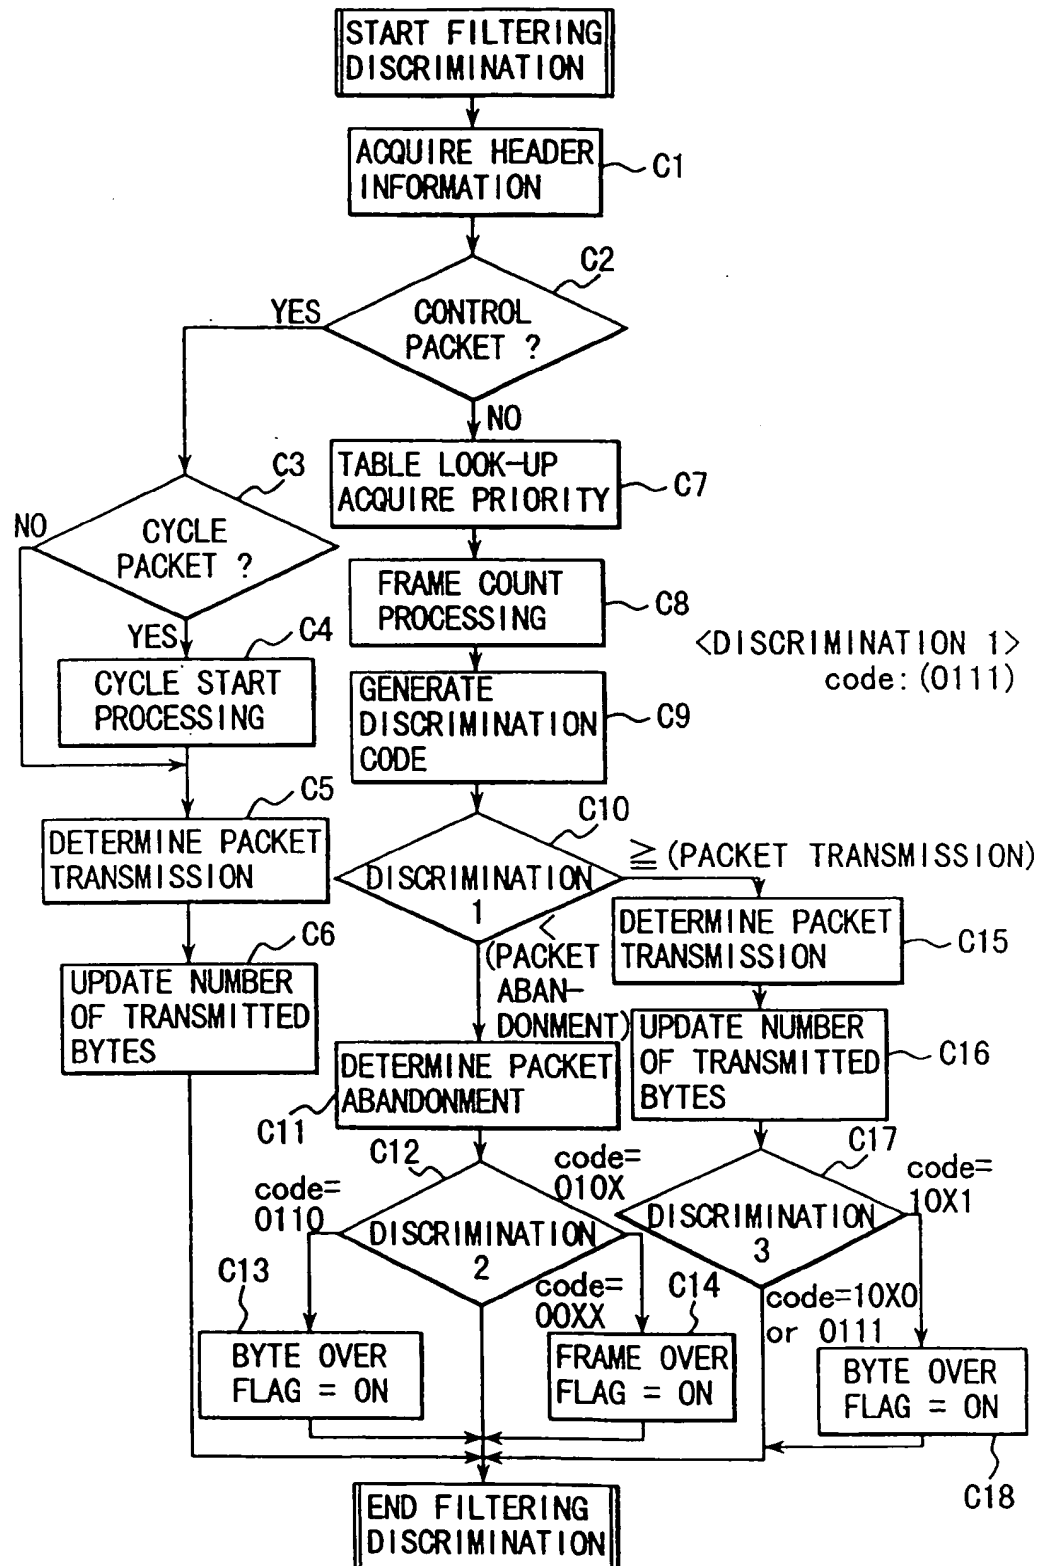 START FILTERING
DISCRIMINATION
ACQUIRE HEADER
INFORMATION
C1
C2
YES
CONTROL
PACKET ?
NO
C3
TABLE LOOK-UP
ACQUIRE PRIORITY
C7
NO
CYCLE
PACKET ?
FRAME COUNT
PROCESSING
C8
YES
C4
<DISCRIMINATION 1>
code:(0111)
CYCLE START
PROCESSING
GENERATE
DISCRIMINATION
CODE
C9
C5
C10
DETERMINE PACKET
TRANSMISSION
DISCRIMINATION
1
≧(PACKET TRANSMISSION)
<
(PACKET
ABAN-
DONMENT)
DETERMINE PACKET
TRANSMISSION
C15
C6
UPDATE NUMBER
OF TRANSMITTED
BYTES
UPDATE NUMBER
OF TRANSMITTED
BYTES
C16
DETERMINE PACKET
ABANDONMENT
C11
C12
C17
code=
0110
code=
010X
code=
10X1
DISCRIMINATION
2
DISCRIMINATION
3
C13
code=
00XX
C14
code=10X0
or 0111
BYTE OVER
FLAG = ON
FRAME OVER
FLAG = ON
BYTE OVER
FLAG = ON
C18
END FILTERING
DISCRIMINATION